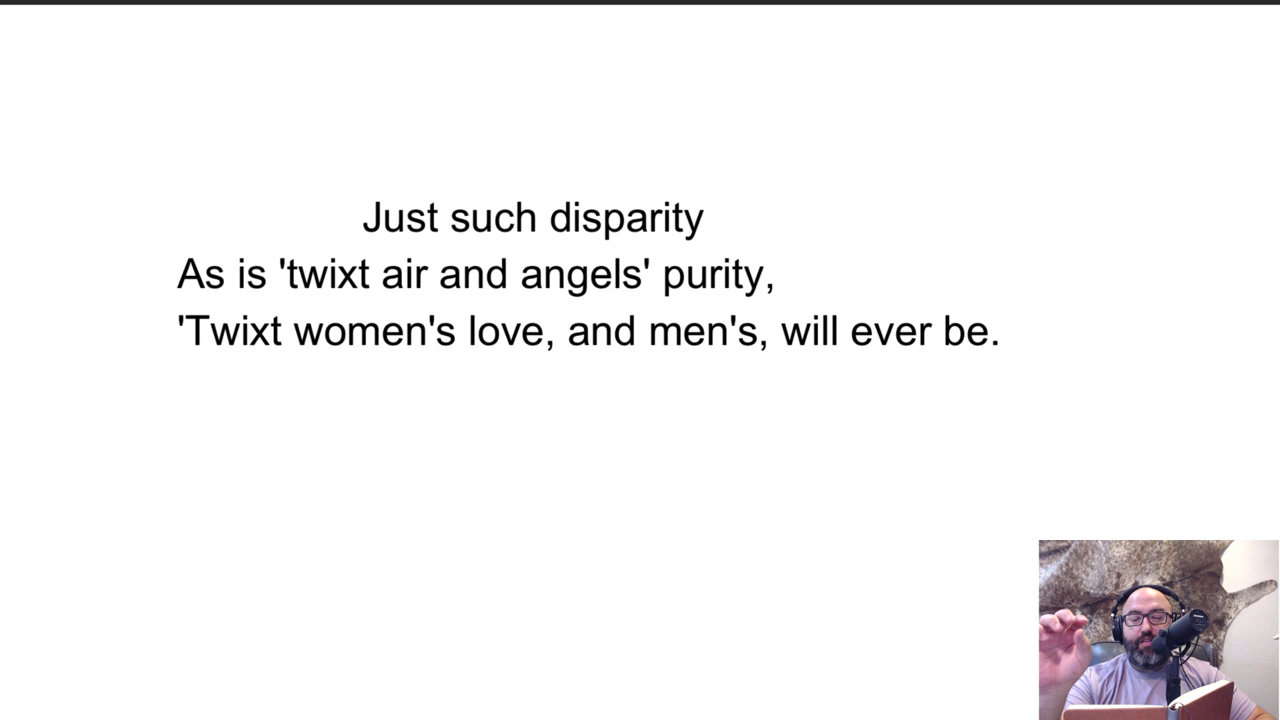 Just such disparity
As is 'twixt air and angels' purity,
'Twixt women's love, and men's, will ever be.